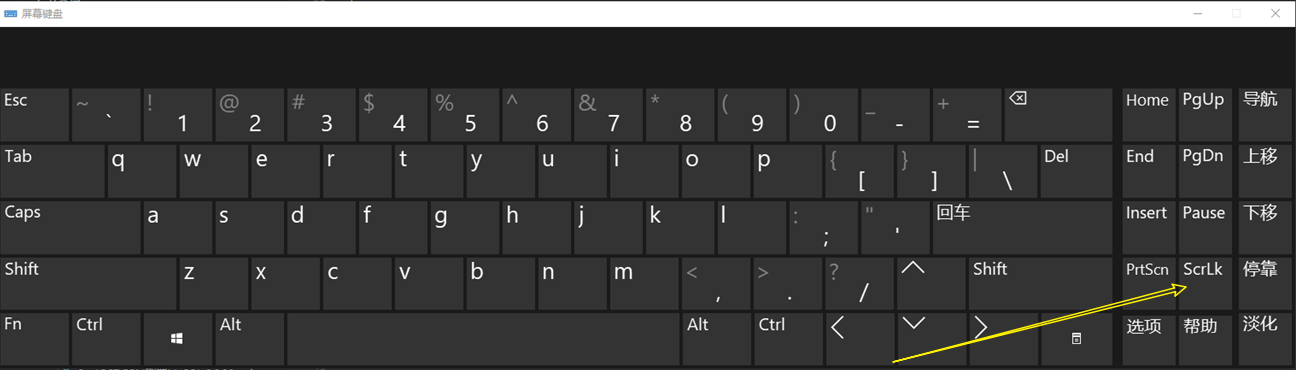 屏幕键盘
Esc ~ ` ! 1 @ 2 # 3 $ 4 % 5 ^ 6 & 7 * 8 ( 9 ) 0 _ - + = Home PgUp 导航
Tab q w e r t y u i o p { [ } ] | \ Del End PgDn 上移
Caps a s d f g h j k l : ; " ' 回车 Insert Pause 下移
Shift z x c v b n m < , > . ? / Shift PrtScn ScrLk 停靠
Fn Ctrl Alt Alt Ctrl 选项 帮助 淡化